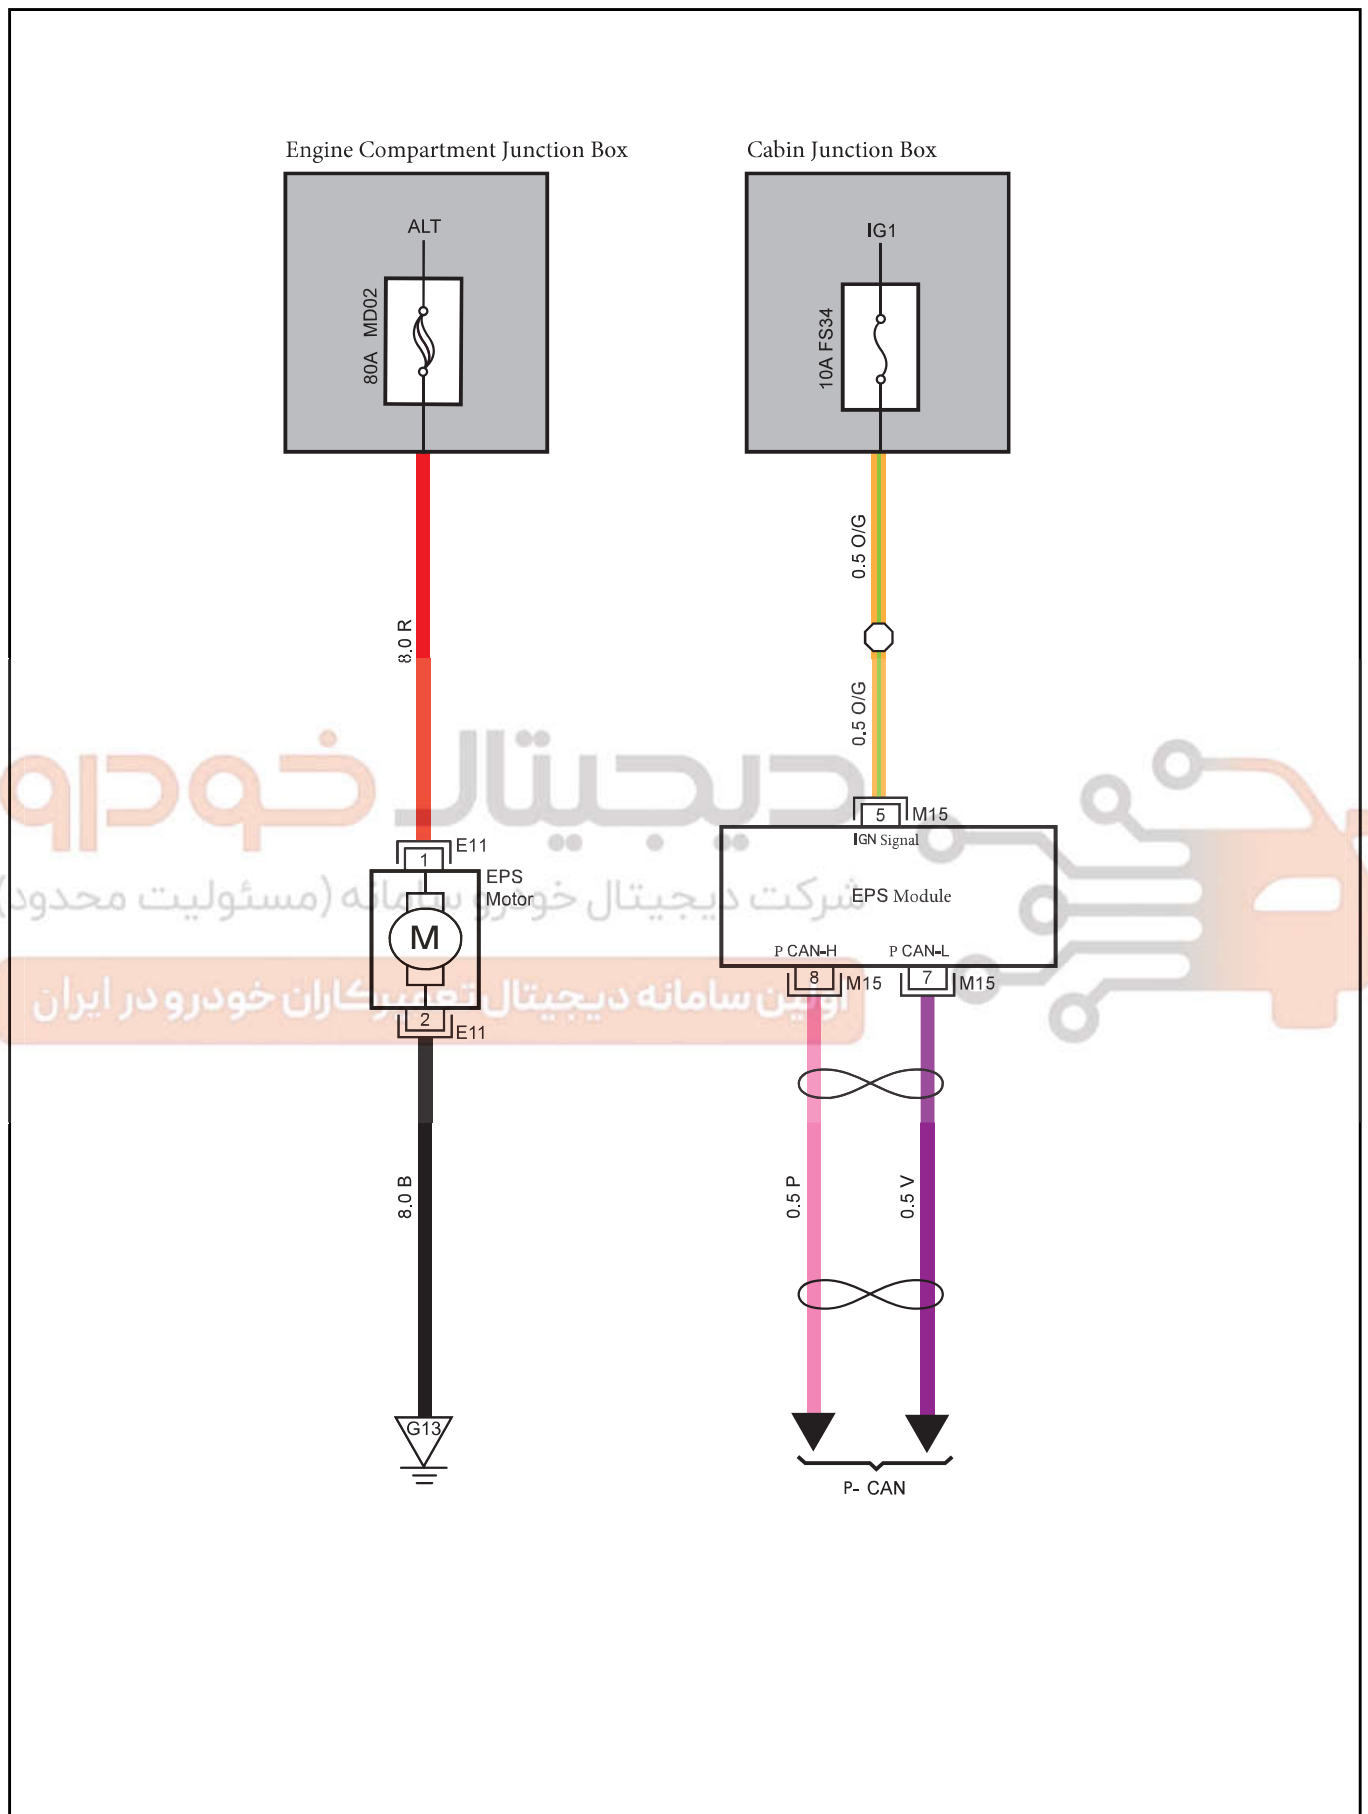 Engine Compartment Junction Box
Cabin Junction Box
ALT
IG1
80A MD02
10A FS34
0.5 O/G
8.0 R
0.5 O/G
دیجیتال خودرو
5
M15
IGN Signal
E11
1
EPS
Motor
EPS Module
شرکت دیجیتال خودرو سامانه (مسئولیت محدود)
M
P CAN-H
P CAN-L
8
M15
7
M15
اولین سامانه دیجیتال تعمیرکاران خودرو در ایران
2
E11
8.0 B
0.5 P
0.5 V
G13
P- CAN